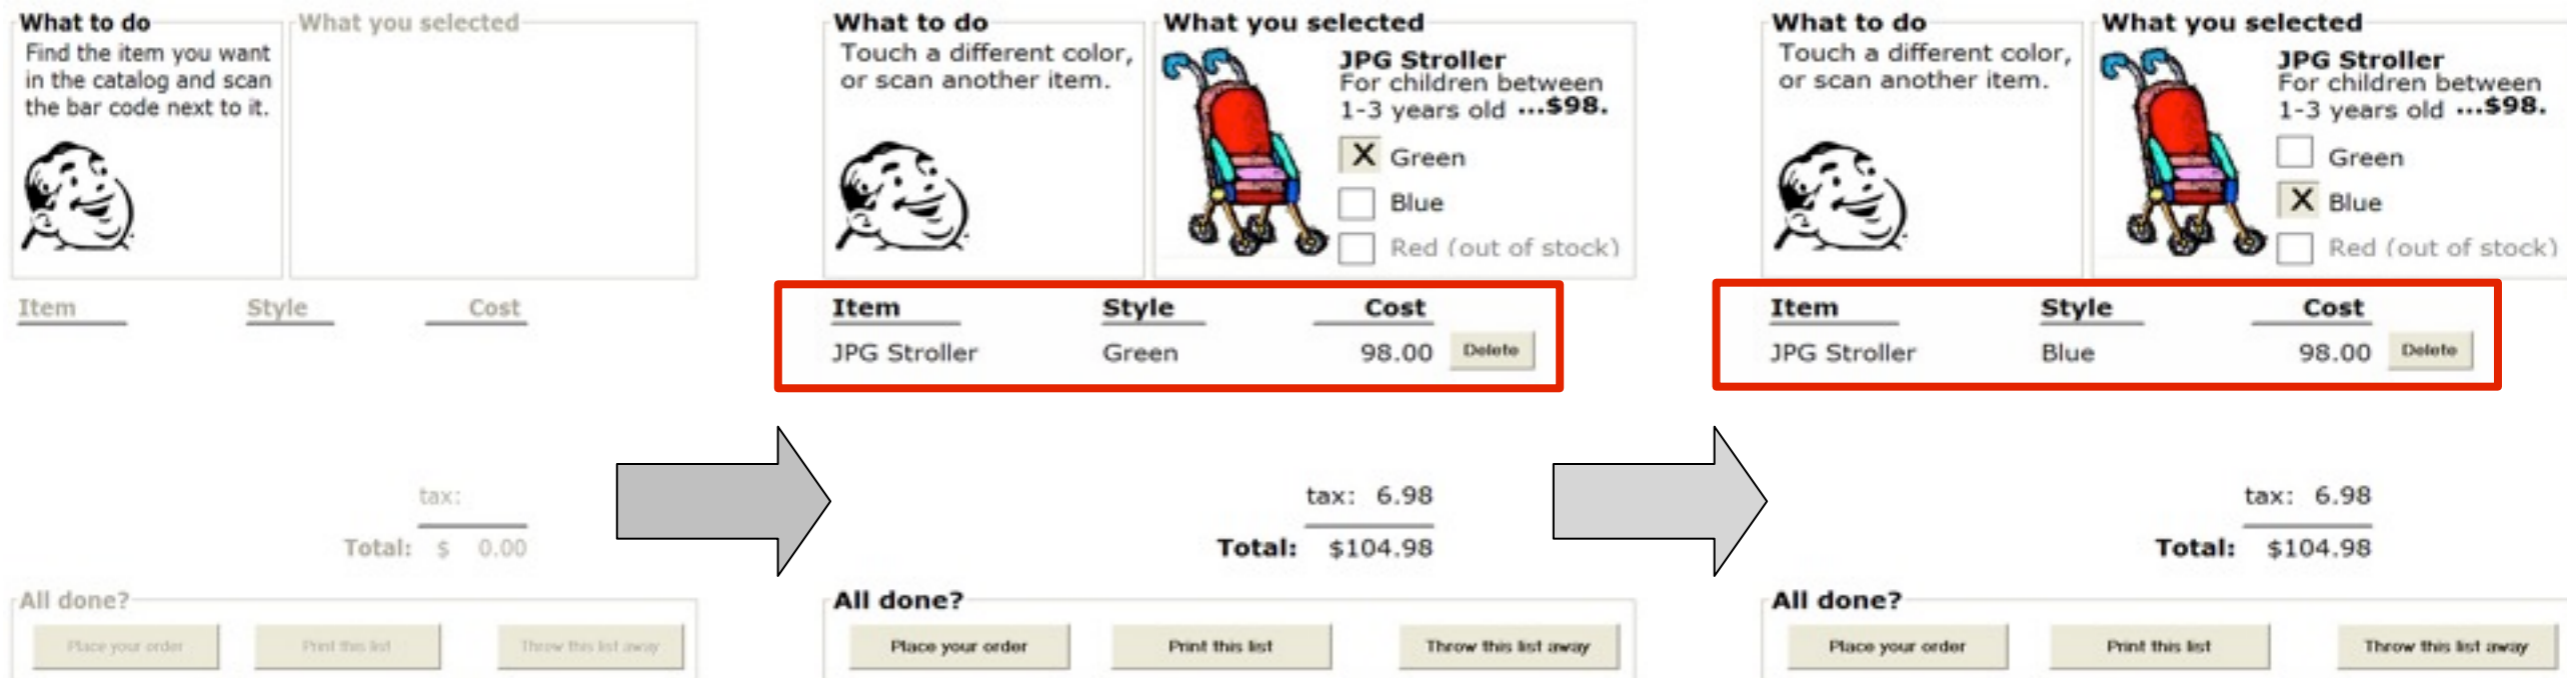 What to do
Find the item you want
in the catalog and scan
the bar code next to it.
What you selected
Item Style Cost
tax:
Total: $ 0.00
All done?
Place your order Print this list Throw this list away
What to do
Touch a different color,
or scan another item.
What you selected
JPG Stroller
For children between
1-3 years old ...$98.
X Green
Blue
Red (out of stock)
Item Style Cost
JPG Stroller Green 98.00 Delete
tax: 6.98
Total: $104.98
All done?
Place your order Print this list Throw this list away
What to do
Touch a different color,
or scan another item.
What you selected
JPG Stroller
For children between
1-3 years old ...$98.
Green
X Blue
Red (out of stock)
Item Style Cost
JPG Stroller Blue 98.00 Delete
tax: 6.98
Total: $104.98
All done?
Place your order Print this list Throw this list away